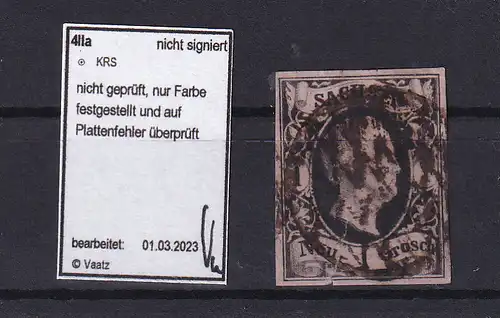 4IIa nicht signiert
⊙ KRS
nicht geprüft, nur Farbe
festgestellt und auf
Plattenfehler überprüft
bearbeitet: 01.03.2023
© Vaatz
SACHSEN
Neu- Grosch